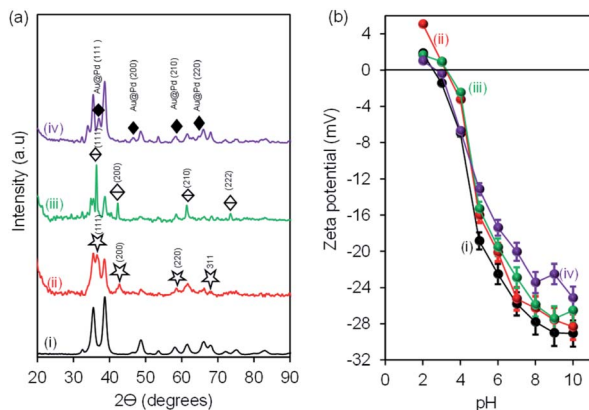 (a)
Intensity (a.u)
2Θ (degrees)
20 30 40 50 60 70 80 90
(iv)
Au@Pd (111 )
Au@Pd (200)
Au@Pd (210)
Au@Pd (220)
(iii)
(111)
(200)
(210)
(222)
(ii)
(111)
(200)
(220)
(311
(i)
(b)
Zeta potential (mV)
8
4
0
-4
-8
-12
-16
-20
-24
-28
-32
0 2 4 6 8 10
pH
(ii)
(iii)
(i)
(iv)